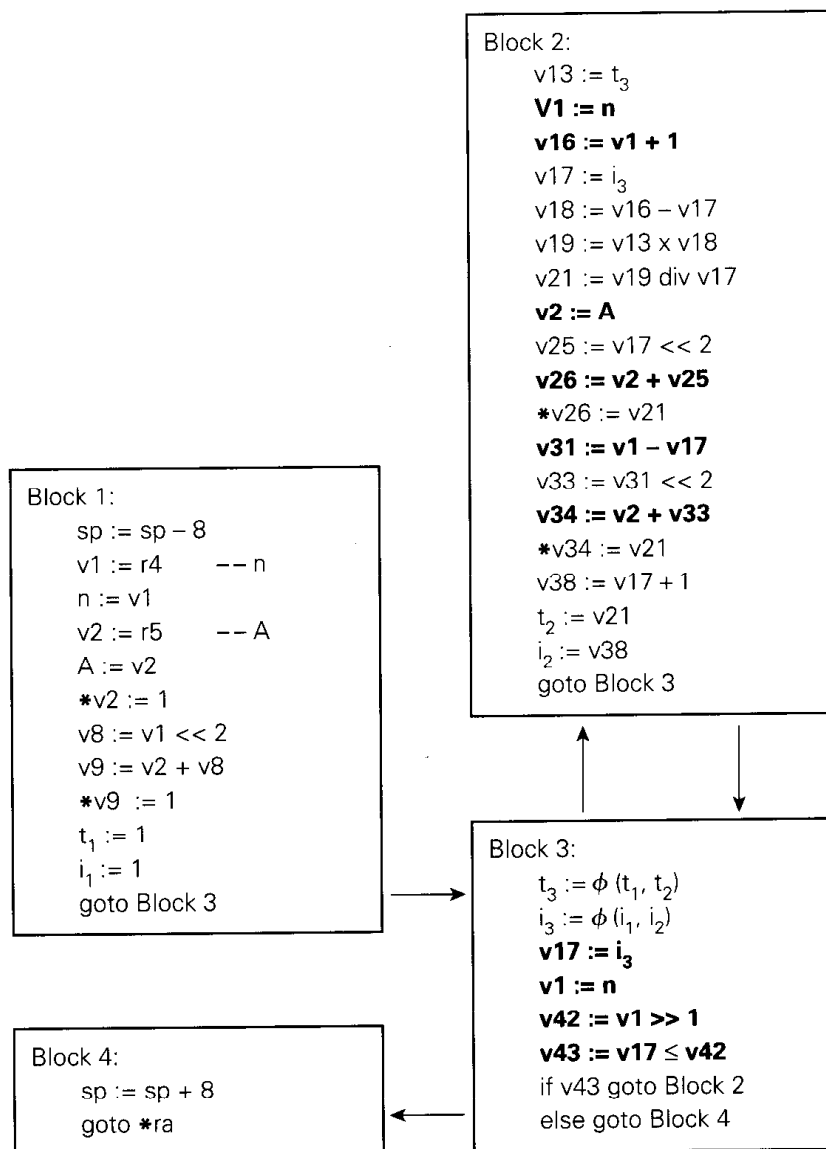 Block 2:
v13 := t₃
V1 := n
v16 := v1 + 1
v17 := i₃
v18 := v16 – v17
v19 := v13 x v18
v21 := v19 div v17
v2 := A
v25 := v17 << 2
v26 := v2 + v25
*v26 := v21
v31 := v1 – v17
v33 := v31 << 2
v34 := v2 + v33
*v34 := v21
v38 := v17 + 1
t₂ := v21
i₂ := v38
goto Block 3
Block 1:
sp := sp – 8
v1 := r4 –– n
n := v1
v2 := r5 –– A
A := v2
*v2 := 1
v8 := v1 << 2
v9 := v2 + v8
*v9 := 1
t₁ := 1
i₁ := 1
goto Block 3
Block 3:
t₃ := ϕ (t₁, t₂)
i₃ := ϕ (i₁, i₂)
v17 := i₃
v1 := n
v42 := v1 >> 1
v43 := v17 ≤ v42
if v43 goto Block 2
else goto Block 4
Block 4:
sp := sp + 8
goto *ra